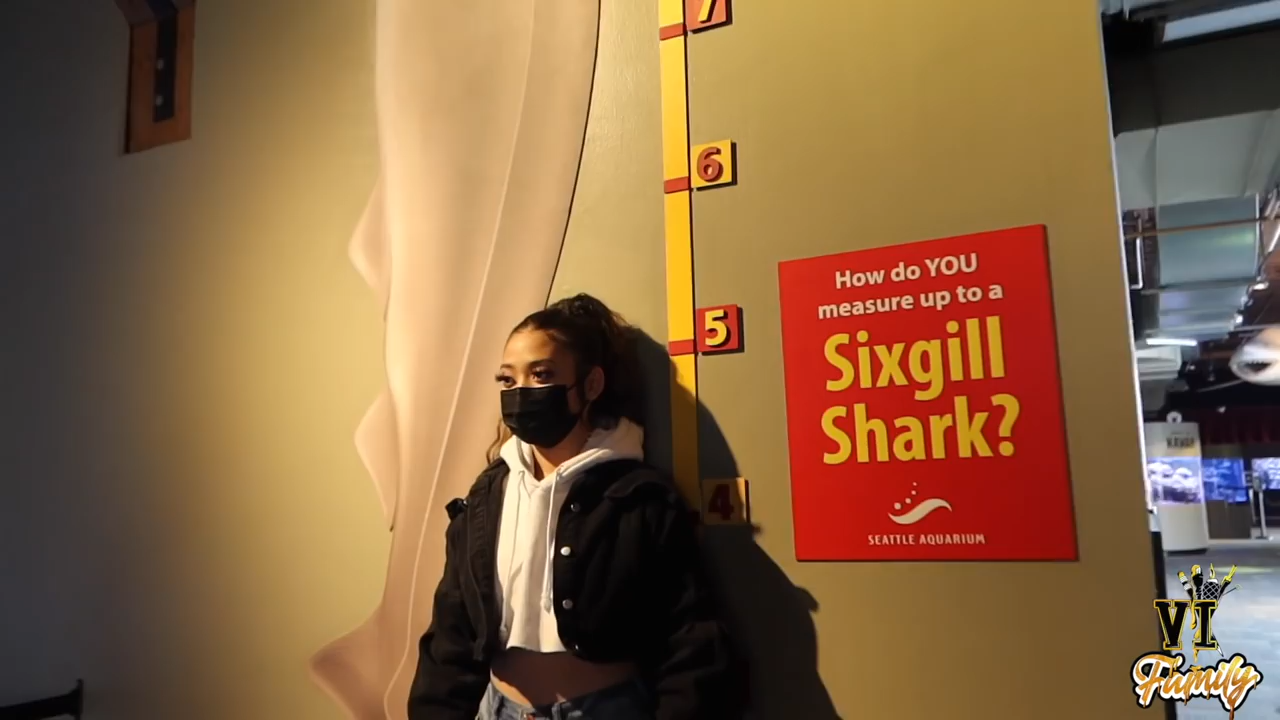 7
6
5
4
How do YOU
measure up to a
Sixgill
Shark?
SEATTLE AQUARIUM
VI
Family